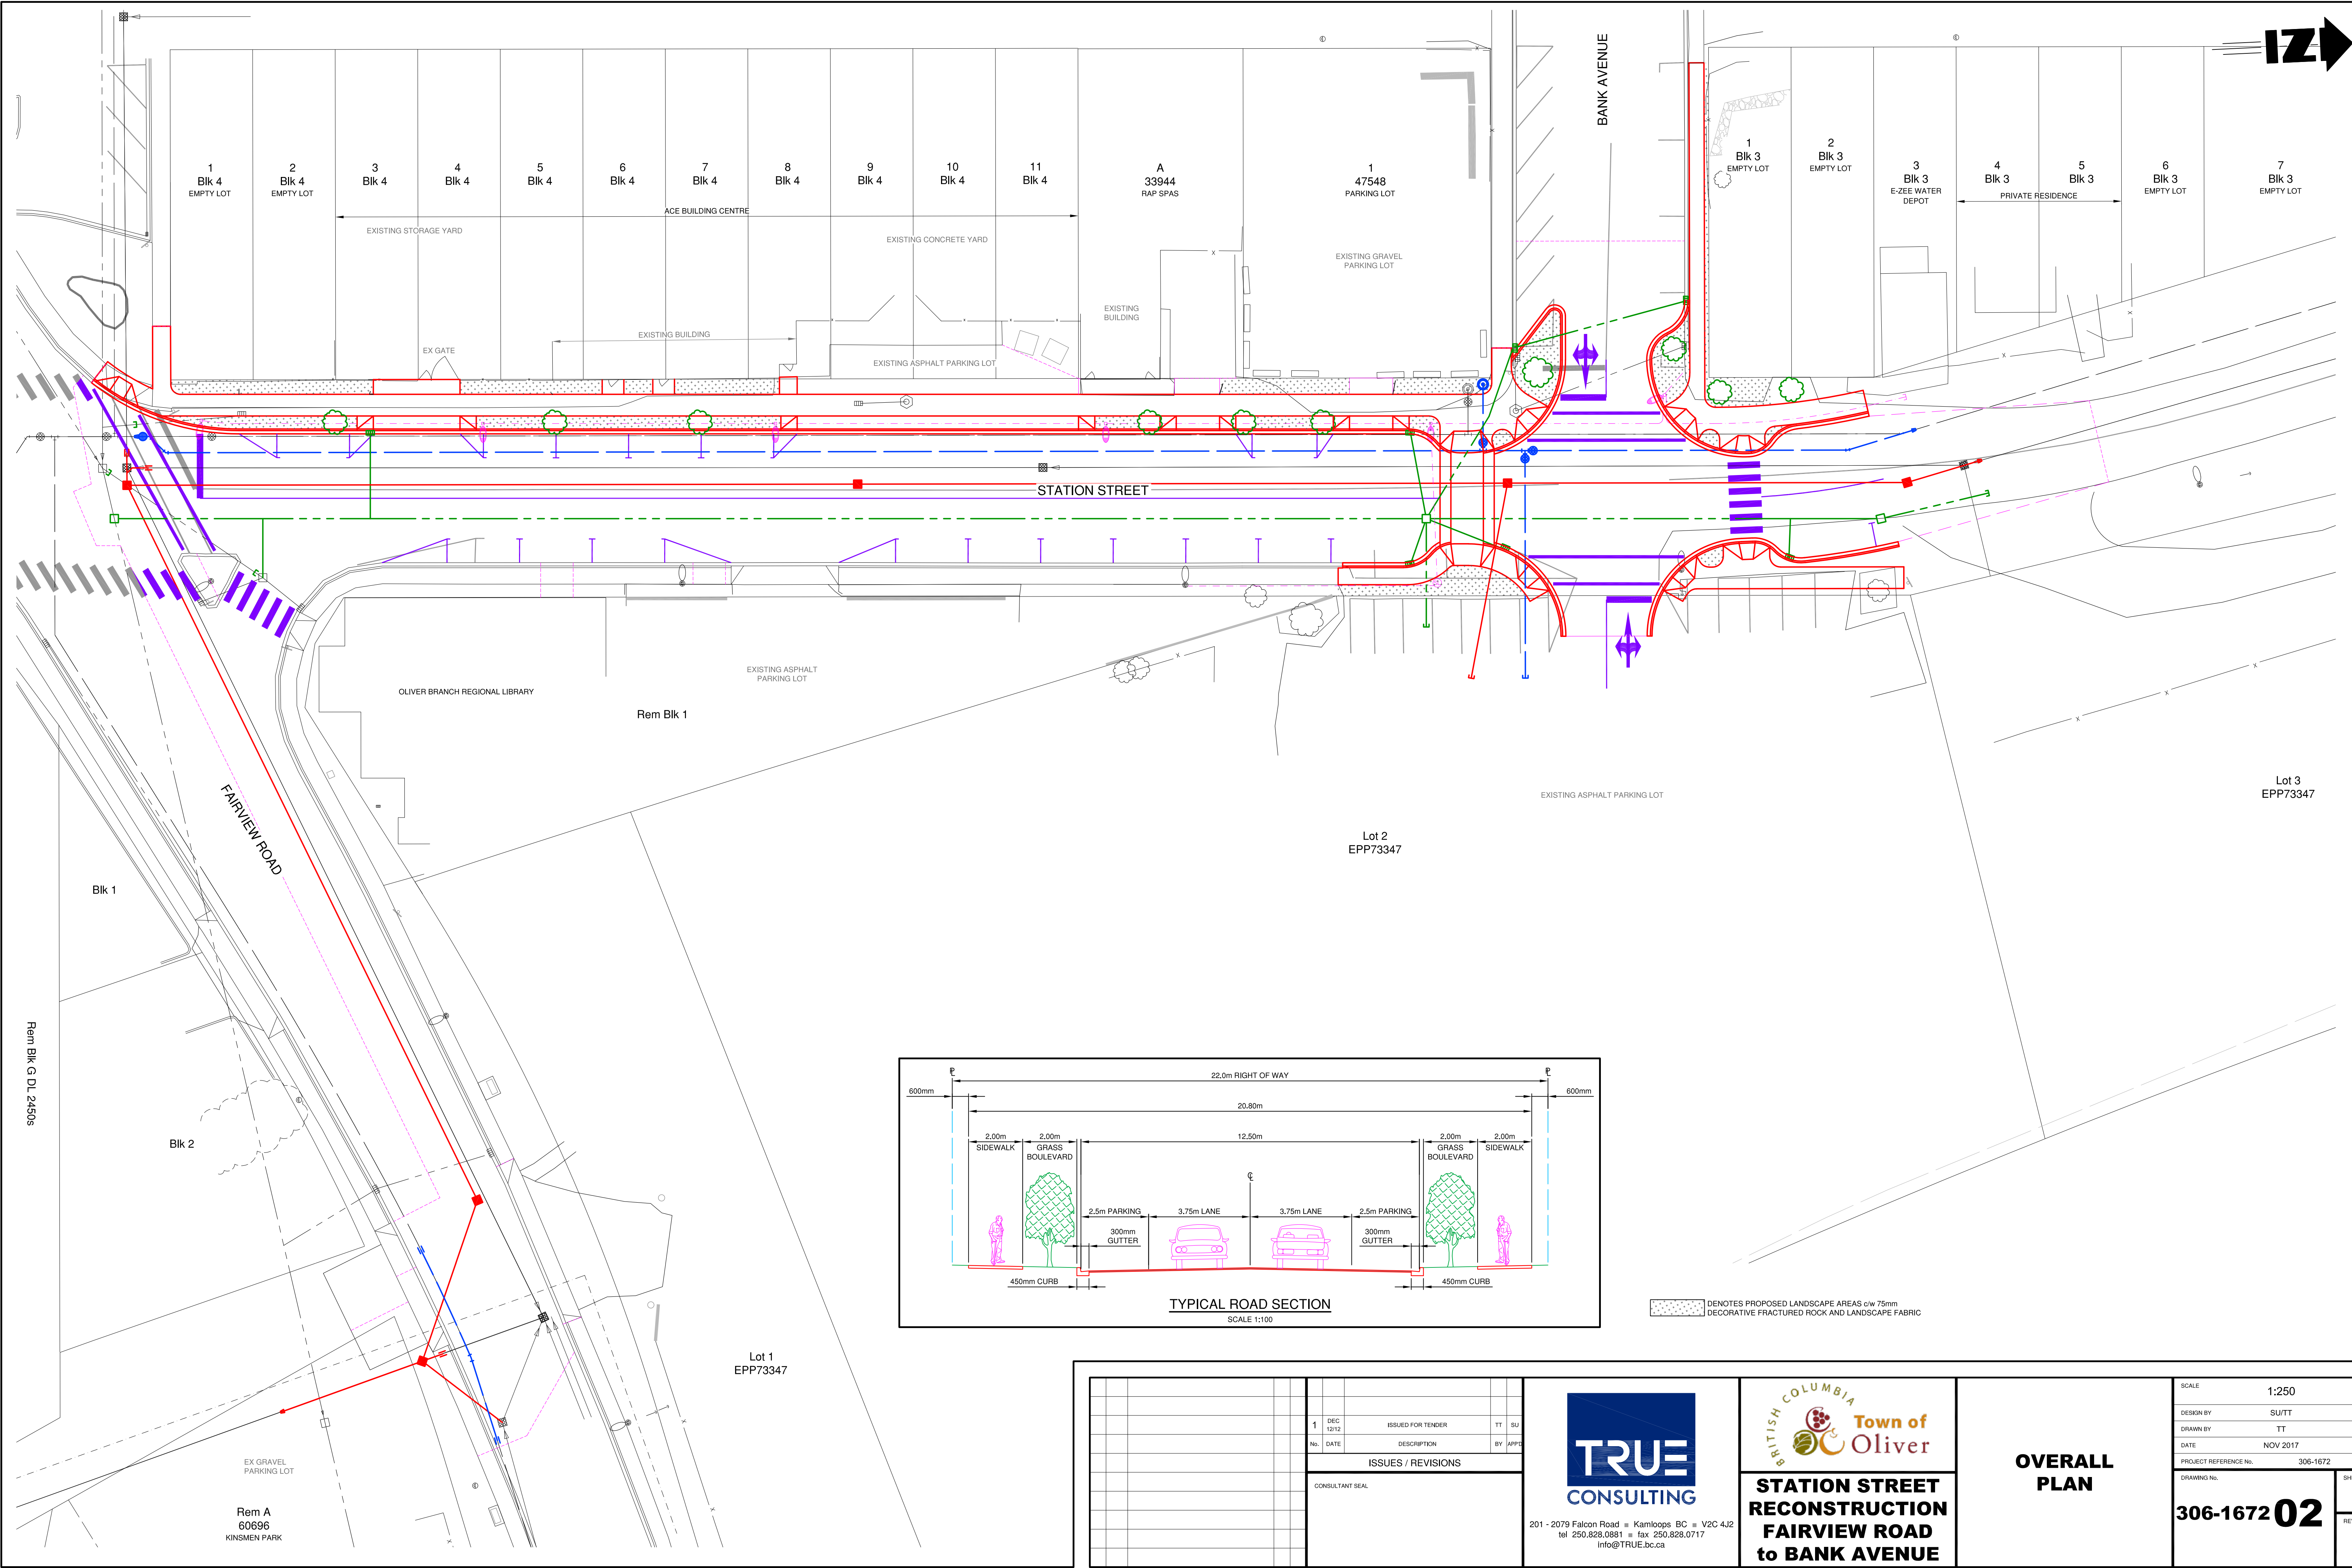 BANK AVENUE
1
Blk 4
EMPTY LOT
2
Blk 4
EMPTY LOT
3
Blk 4
4
Blk 4
5
Blk 4
6
Blk 4
7
Blk 4
8
Blk 4
9
Blk 4
10
Blk 4
11
Blk 4
A
33944
RAP SPAS
1
47548
PARKING LOT
1
Blk 3
EMPTY LOT
2
Blk 3
EMPTY LOT
3
Blk 3
E-ZEE WATER
DEPOT
4
Blk 3
5
Blk 3
PRIVATE RESIDENCE
6
Blk 3
EMPTY LOT
7
Blk 3
EMPTY LOT
ACE BUILDING CENTRE
EXISTING STORAGE YARD
EXISTING CONCRETE YARD
EXISTING GRAVEL
PARKING LOT
EXISTING
BUILDING
EXISTING BUILDING
EX GATE
EXISTING ASPHALT PARKING LOT
STATION STREET
EXISTING ASPHALT
PARKING LOT
OLIVER BRANCH REGIONAL LIBRARY
Rem Blk 1
FAIRVIEW ROAD
EXISTING ASPHALT PARKING LOT
Lot 3
EPP73347
Lot 2
EPP73347
Blk 1
Rem Blk G DL 2450s
Blk 2
Lot 1
EPP73347
EX GRAVEL
PARKING LOT
Rem A
60696
KINSMEN PARK
22.0m RIGHT OF WAY
600mm
600mm
20.80m
2.00m
SIDEWALK
2.00m
GRASS
BOULEVARD
12.50m
2.00m
GRASS
BOULEVARD
2.00m
SIDEWALK
2.5m PARKING
3.75m LANE
3.75m LANE
2.5m PARKING
300mm
GUTTER
300mm
GUTTER
450mm CURB
450mm CURB
TYPICAL ROAD SECTION
SCALE 1:100
DENOTES PROPOSED LANDSCAPE AREAS c/w 75mm
DECORATIVE FRACTURED ROCK AND LANDSCAPE FABRIC
1 DEC 12/12 ISSUED FOR TENDER TT SU
No. DATE DESCRIPTION BY APP'D
ISSUES / REVISIONS
CONSULTANT SEAL
TRUE
CONSULTING
201 - 2079 Falcon Road Kamloops BC V2C 4J2
tel 250.828.0881 fax 250.828.0717
info@TRUE.bc.ca
BRITISH COLUMBIA
Town of
Oliver
STATION STREET
RECONSTRUCTION
FAIRVIEW ROAD
to BANK AVENUE
OVERALL
PLAN
SCALE 1:250
DESIGN BY SU/TT
DRAWN BY TT
DATE NOV 2017
PROJECT REFERENCE No. 306-1672
DRAWING No.
306-1672 02